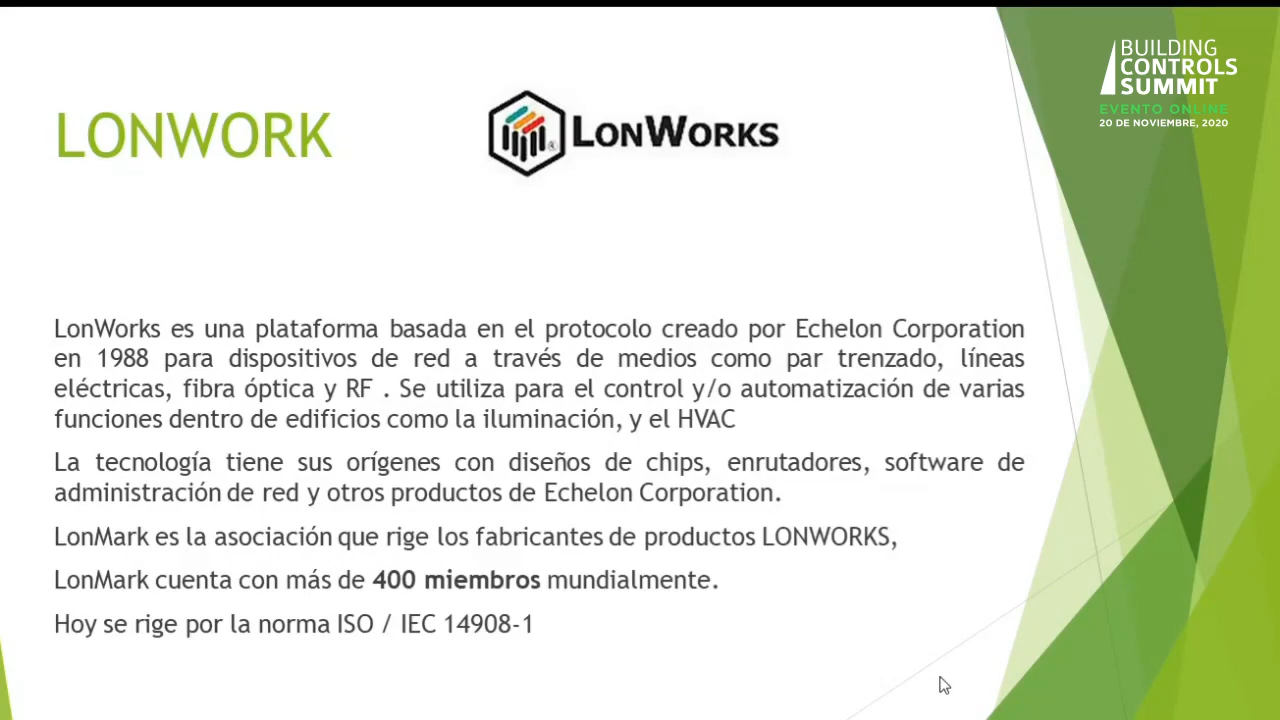 BUILDING
CONTROLS
SUMMIT
EVENTO ONLINE
20 DE NOVIEMBRE, 2020
LONWORK
LONWORKS
LonWorks es una plataforma basada en el protocolo creado por Echelon Corporation
en 1988 para dispositivos de red a través de medios como par trenzado, líneas
eléctricas, fibra óptica y RF . Se utiliza para el control y/o automatización de varias
funciones dentro de edificios como la iluminación, y el HVAC
La tecnología tiene sus orígenes con diseños de chips, enrutadores, software de
administración de red y otros productos de Echelon Corporation.
LonMark es la asociación que rige los fabricantes de productos LONWORKS,
LonMark cuenta con más de 400 miembros mundialmente.
Hoy se rige por la norma ISO / IEC 14908-1